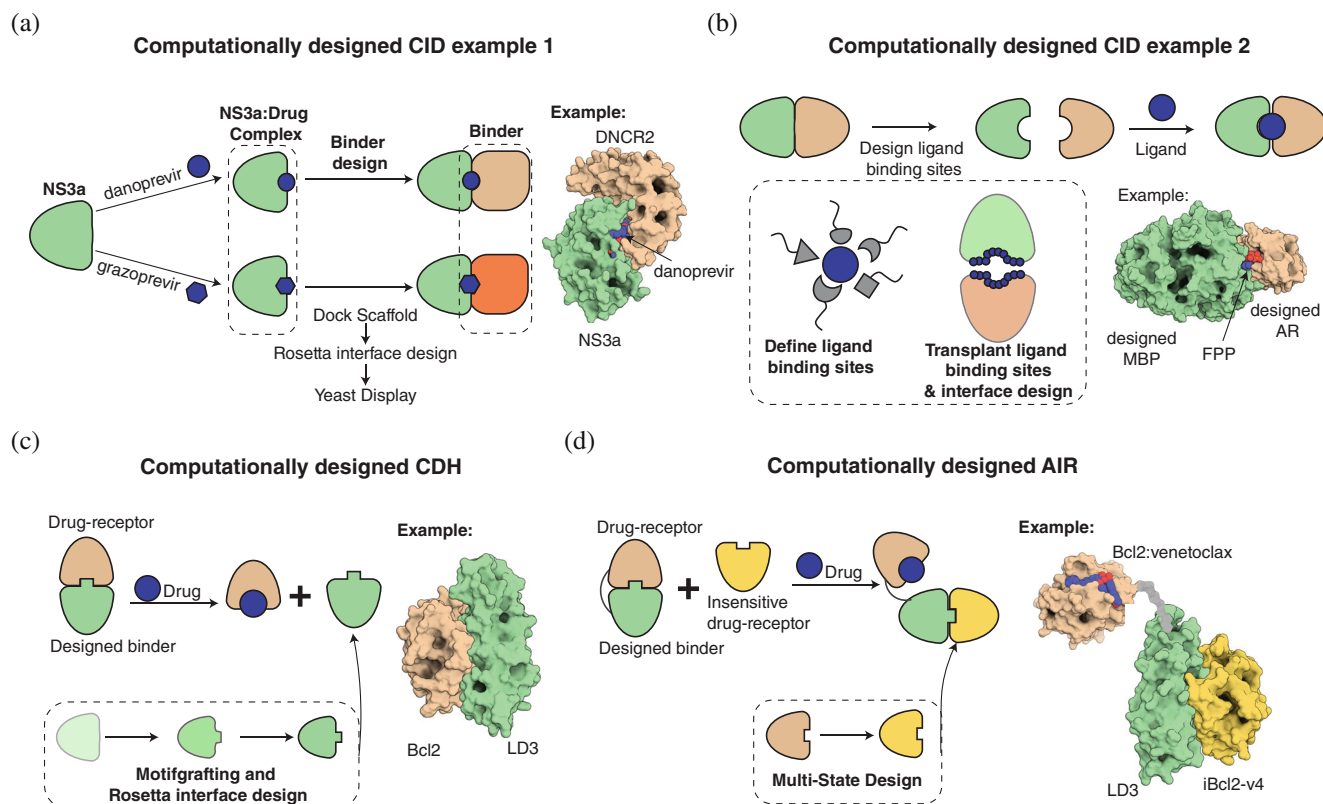 (a)
Computationally designed CID example 1
NS3a:Drug
Complex
Binder
design
Binder
Example:
DNCR2
NS3a
danoprevir
grazoprevir
danoprevir
NS3a
Dock Scaffold
Rosetta interface design
Yeast Display
(b)
Computationally designed CID example 2
Design ligand
binding sites
Ligand
Define ligand
binding sites
Transplant ligand
binding sites
& interface design
Example:
designed
MBP
FPP
designed
AR
(c)
Computationally designed CDH
Drug-receptor
Drug
+
Designed binder
Motifgrafting and
Rosetta interface design
Example:
Bcl2
LD3
(d)
Computationally designed AIR
Drug-receptor
+
Drug
Insensitive
drug-receptor
Designed binder
Multi-State Design
Example:
Bcl2:venetoclax
LD3
iBcl2-v4